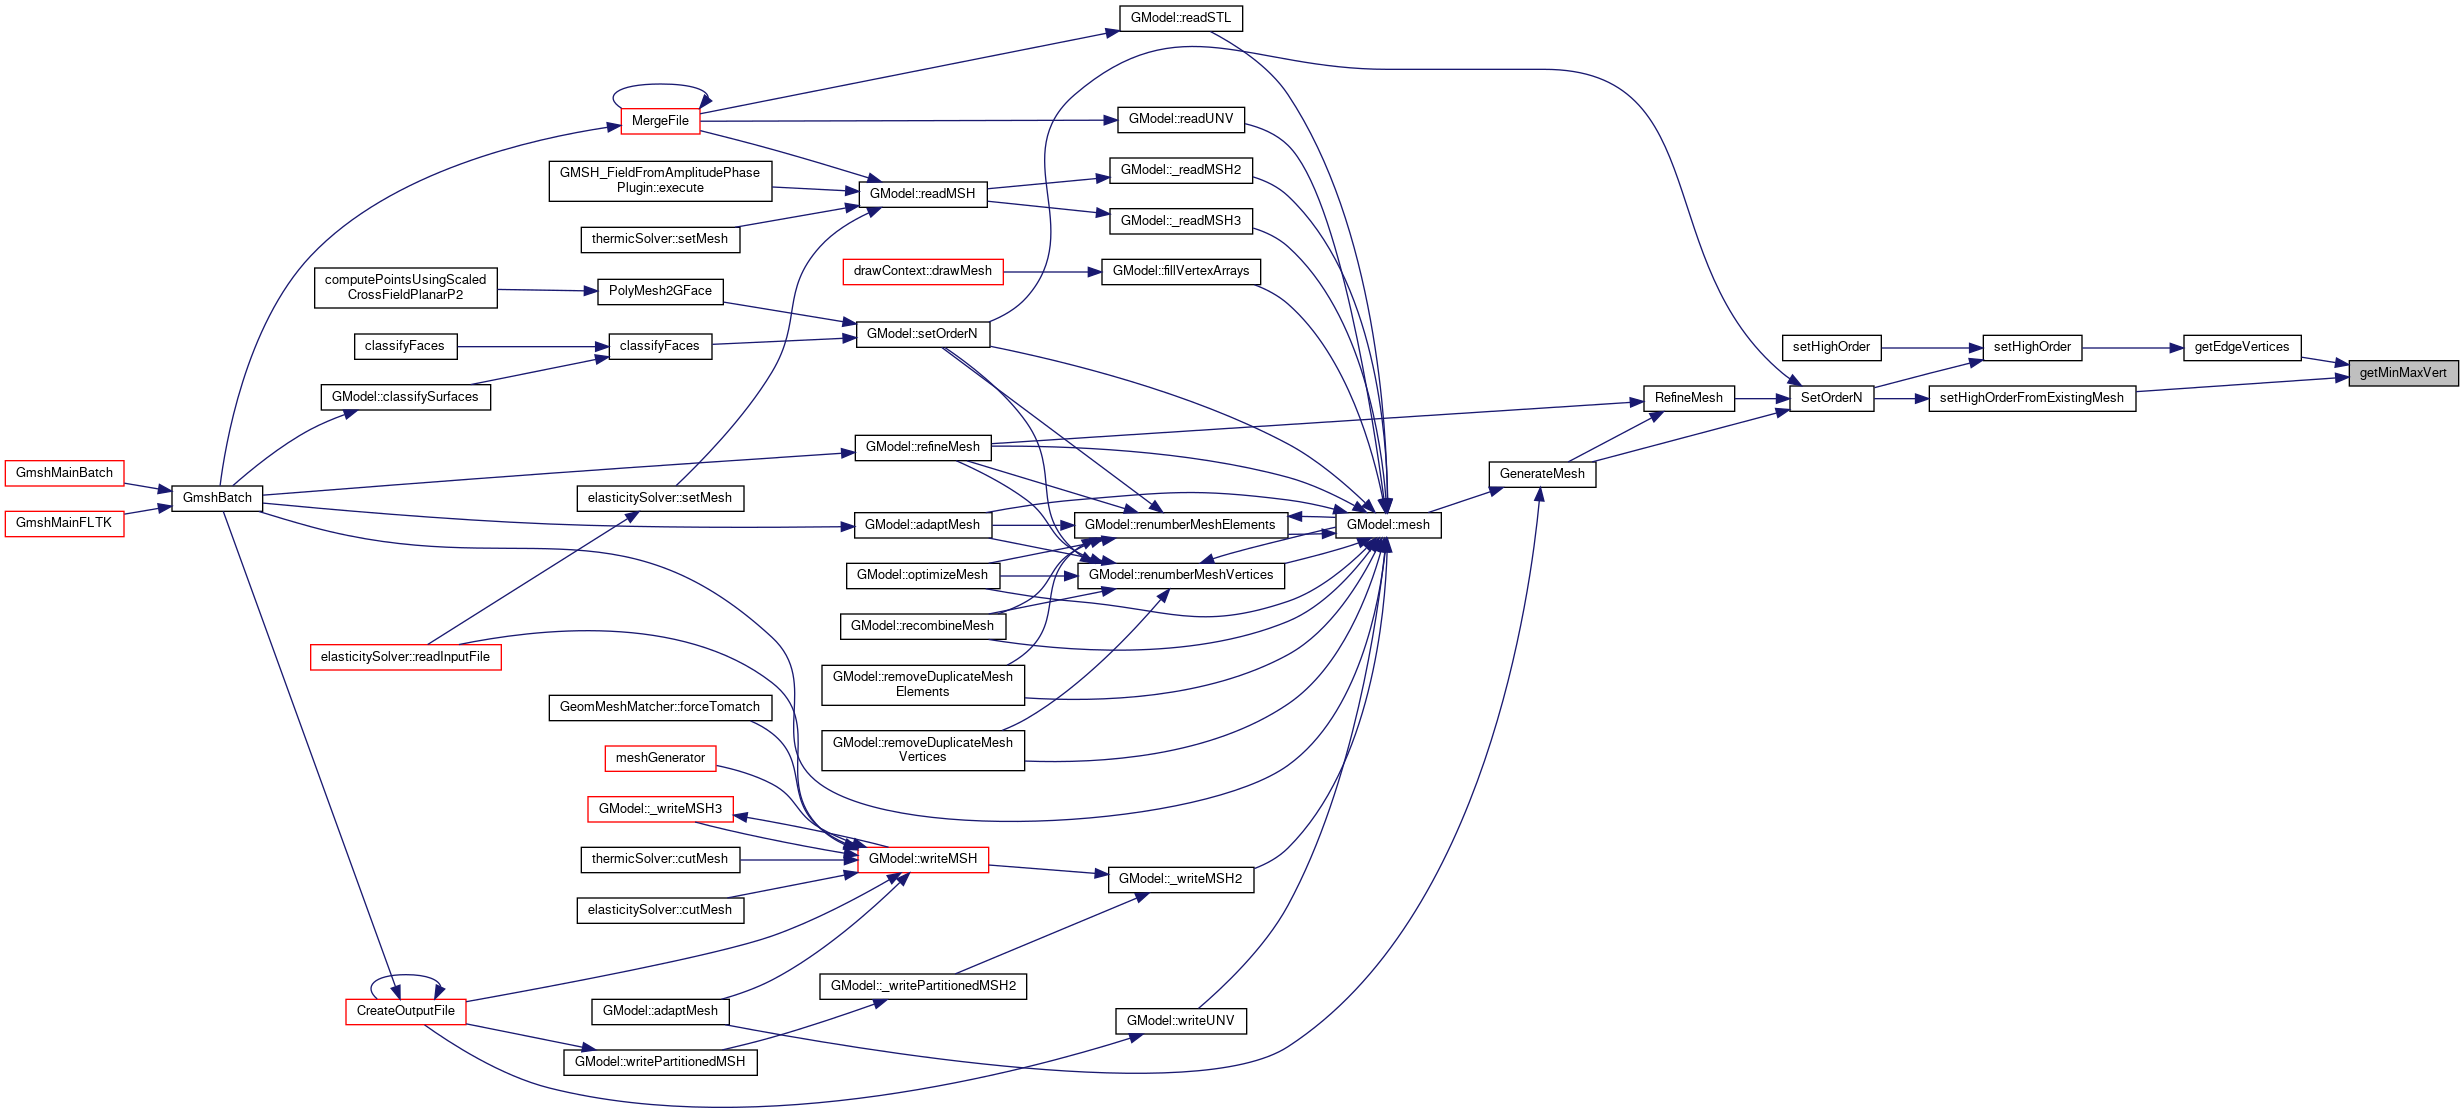 GModel::readSTL
MergeFile
GModel::readUNV
GMSH_FieldFromAmplitudePhase
Plugin::execute
GModel::readMSH
GModel::_readMSH2
GModel::_readMSH3
thermicSolver::setMesh
computePointsUsingScaled
CrossFieldPlanarP2
PolyMesh2GFace
drawContext::drawMesh
GModel::fillVertexArrays
GModel::setOrderN
classifyFaces
classifyFaces
GModel::classifySurfaces
setHighOrder
setHighOrder
getEdgeVertices
getMinMaxVert
RefineMesh
SetOrderN
setHighOrderFromExistingMesh
GModel::refineMesh
GenerateMesh
GmshMainBatch
GmshBatch
GmshMainFLTK
elasticitySolver::setMesh
GModel::adaptMesh
GModel::renumberMeshElements
GModel::mesh
GModel::optimizeMesh
GModel::renumberMeshVertices
GModel::recombineMesh
elasticitySolver::readInputFile
GModel::removeDuplicateMesh
Elements
GeomMeshMatcher::forceTomatch
GModel::removeDuplicateMesh
Vertices
meshGenerator
GModel::_writeMSH3
thermicSolver::cutMesh
GModel::writeMSH
GModel::_writeMSH2
elasticitySolver::cutMesh
GModel::_writePartitionedMSH2
CreateOutputFile
GModel::adaptMesh
GModel::writeUNV
GModel::writePartitionedMSH